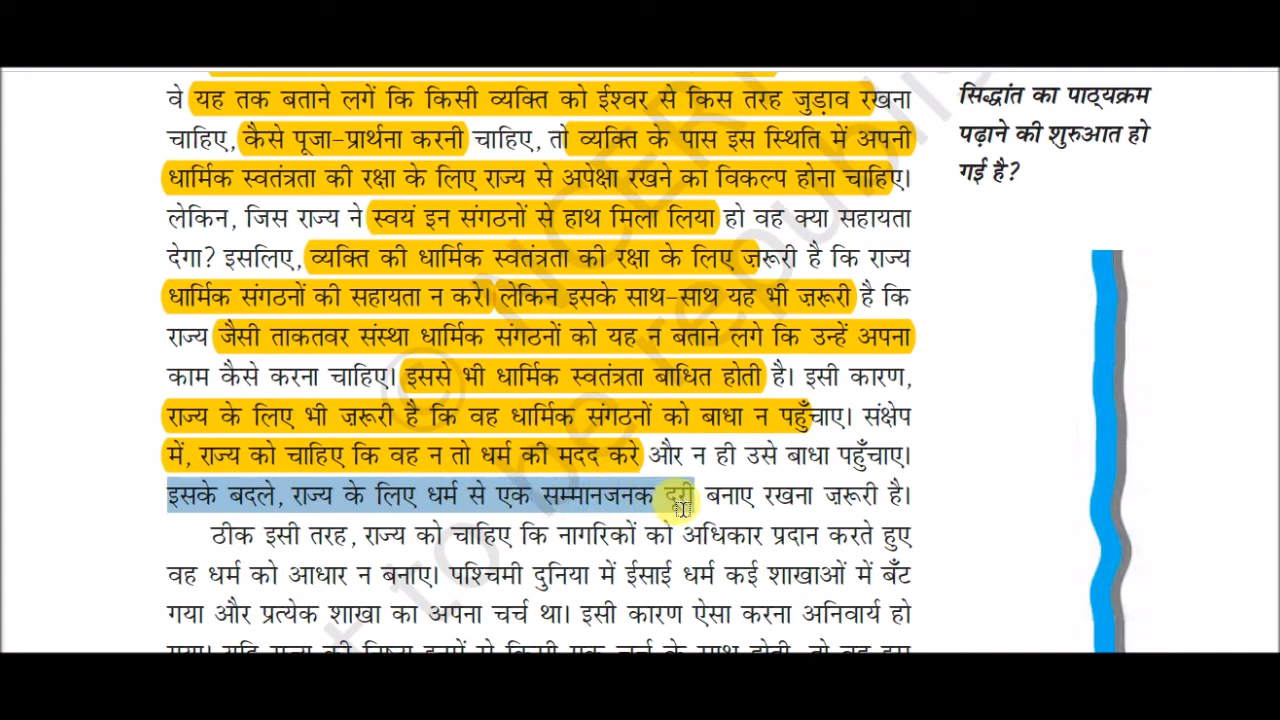 वे यह तक बताने लगें कि किसी व्यक्ति को ईश्वर से किस तरह जुड़ाव रखना
चाहिए, कैसे पूजा-प्रार्थना करनी चाहिए, तो व्यक्ति के पास इस स्थिति में अपनी
धार्मिक स्वतंत्रता की रक्षा के लिए राज्य से अपेक्षा रखने का विकल्प होना चाहिए।
लेकिन, जिस राज्य ने स्वयं इन संगठनों से हाथ मिला लिया हो वह क्या सहायता
देगा? इसलिए, व्यक्ति की धार्मिक स्वतंत्रता की रक्षा के लिए ज़रूरी है कि राज्य
धार्मिक संगठनों की सहायता न करे। लेकिन इसके साथ-साथ यह भी ज़रूरी है कि
राज्य जैसी ताकतवर संस्था धार्मिक संगठनों को यह न बताने लगे कि उन्हें अपना
काम कैसे करना चाहिए। इससे भी धार्मिक स्वतंत्रता बाधित होती है। इसी कारण,
राज्य के लिए भी ज़रूरी है कि वह धार्मिक संगठनों को बाधा न पहुँचाए। संक्षेप
में, राज्य को चाहिए कि वह न तो धर्म की मदद करे और न ही उसे बाधा पहुँचाए।
इसके बदले, राज्य के लिए धर्म से एक सम्मानजनक दूरी बनाए रखना ज़रूरी है।
ठीक इसी तरह, राज्य को चाहिए कि नागरिकों को अधिकार प्रदान करते हुए
वह धर्म को आधार न बनाए। पश्चिमी दुनिया में ईसाई धर्म कई शाखाओं में बँट
गया और प्रत्येक शाखा का अपना चर्च था। इसी कारण ऐसा करना अनिवार्य हो
सिद्धांत का पाठ्यक्रम
पढ़ाने की शुरुआत हो
गई है?